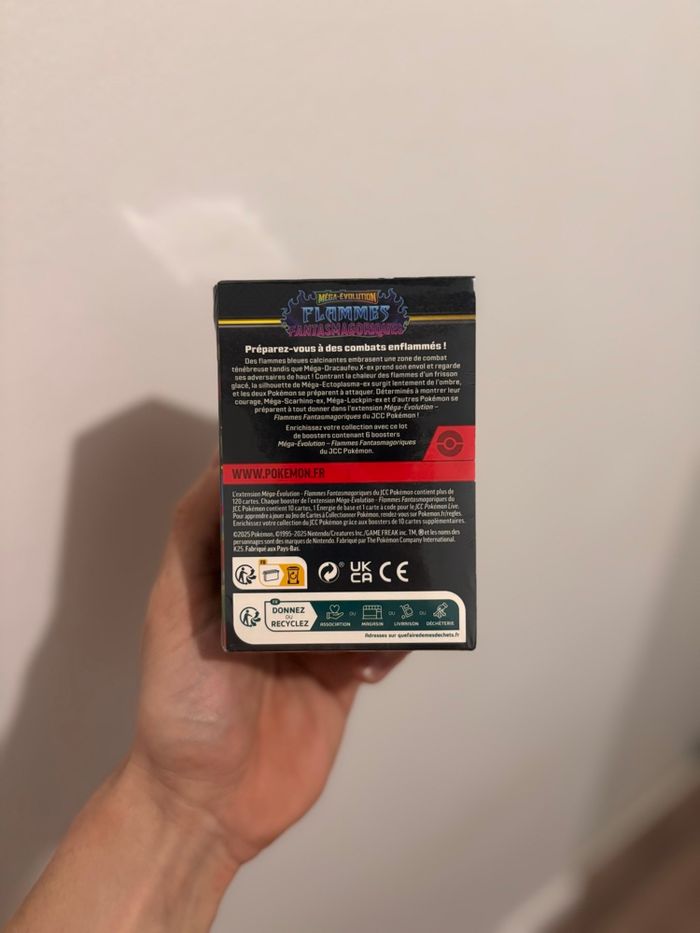 MÉGA-ÉVOLUTION
FLAMMES
FANTASMAGORIQUES
Préparez-vous à des combats enflammés !
Des flammes bleues calcinantes embrasent une zone de combat
ténébreuse tandis que Méga-Dracaufeu X-ex prend son envol et regarde
ses adversaires de haut ! Contrant la chaleur des flammes d'un frisson
glacé, la silhouette de Méga-Ectoplasma-ex surgit lentement de l'ombre,
et les deux Pokémon se préparent à attaquer. Déterminés à montrer leur
courage, Méga-Scarhino-ex, Méga-Lockpin-ex et d'autres Pokémon se
préparent à tout donner dans l'extension Méga-Évolution –
Flammes Fantasmagoriques du JCC Pokémon !
Enrichissez votre collection avec ce lot
de boosters contenant 6 boosters
Méga-Évolution – Flammes Fantasmagoriques
du JCC Pokémon.
WWW.POKEMON.FR
L'extension Méga-Évolution - Flammes Fantasmagoriques du JCC Pokémon contient plus de
120 cartes. Chaque booster de l'extension Méga-Évolution - Flammes Fantasmagoriques du
JCC Pokémon contient 10 cartes, 1 Énergie de base et 1 carte à code pour le JCC Pokémon Live.
Pour apprendre à jouer au Jeu de Cartes à Collectionner Pokémon, rendez-vous sur Pokemon.fr/regles.
Enrichissez votre collection du JCC Pokémon grâce aux boosters de 10 cartes supplémentaires.
©2025 Pokémon. ©1995-2025 Nintendo/Creatures Inc./GAME FREAK inc. TM, ® et les noms des
personnages sont des marques de Nintendo. Fabriqué par The Pokémon Company International.
K25. Fabriqué aux Pays-Bas.
FR
UK
CA CE
FR
DONNEZ
OU
RECYCLEZ
ASSOCIATION OU MAGASIN OU LIVRAISON OU DÉCHÈTERIE
Adresses sur quefairedemesdechets.fr